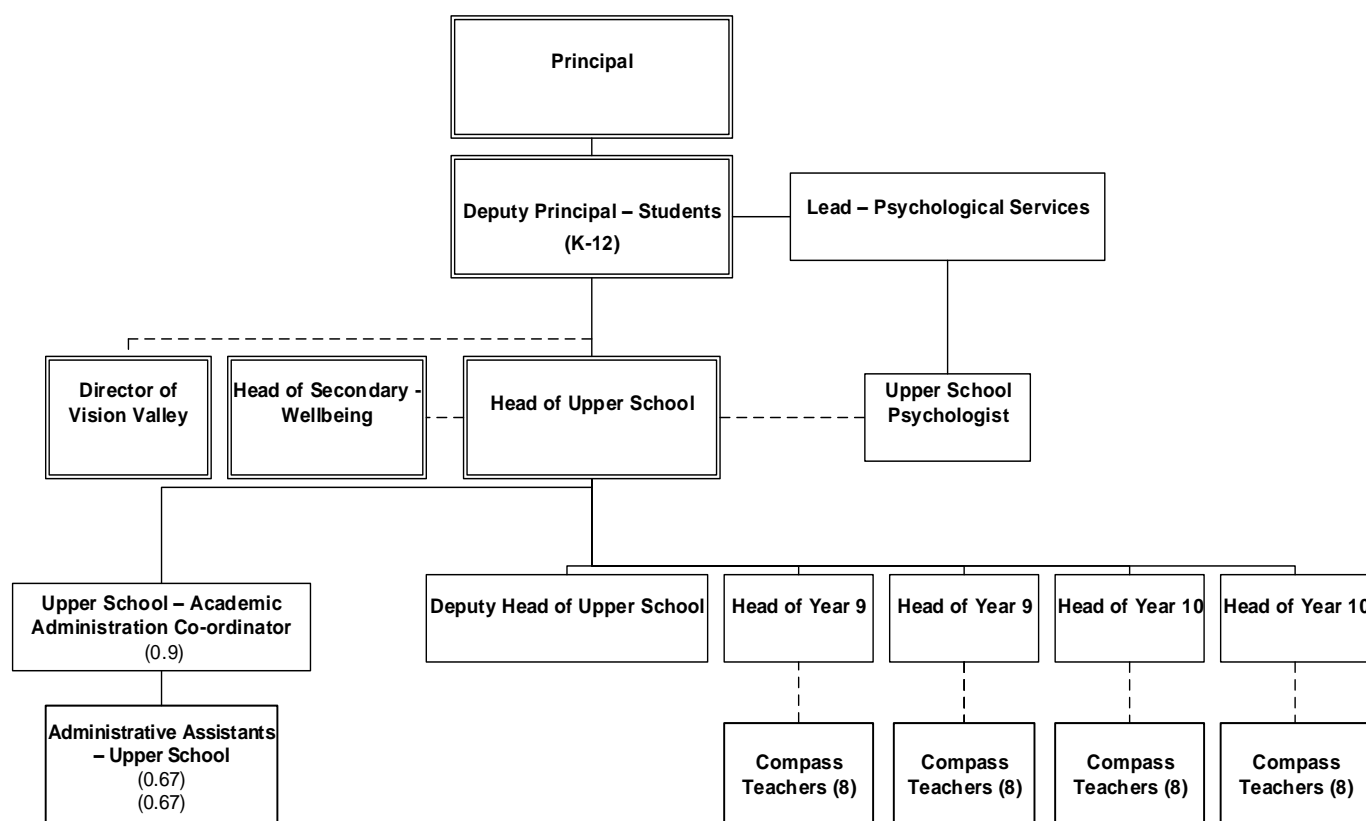 Principal
Deputy Principal – Students
(K-12)
Lead – Psychological Services
Director of
Vision Valley
Head of Secondary -
Wellbeing
Head of Upper School
Upper School
Psychologist
Upper School – Academic
Administration Co-ordinator
(0.9)
Deputy Head of Upper School
Head of Year 9
Head of Year 9
Head of Year 10
Head of Year 10
Administrative Assistants
– Upper School
(0.67)
(0.67)
Compass
Teachers (8)
Compass
Teachers (8)
Compass
Teachers (8)
Compass
Teachers (8)